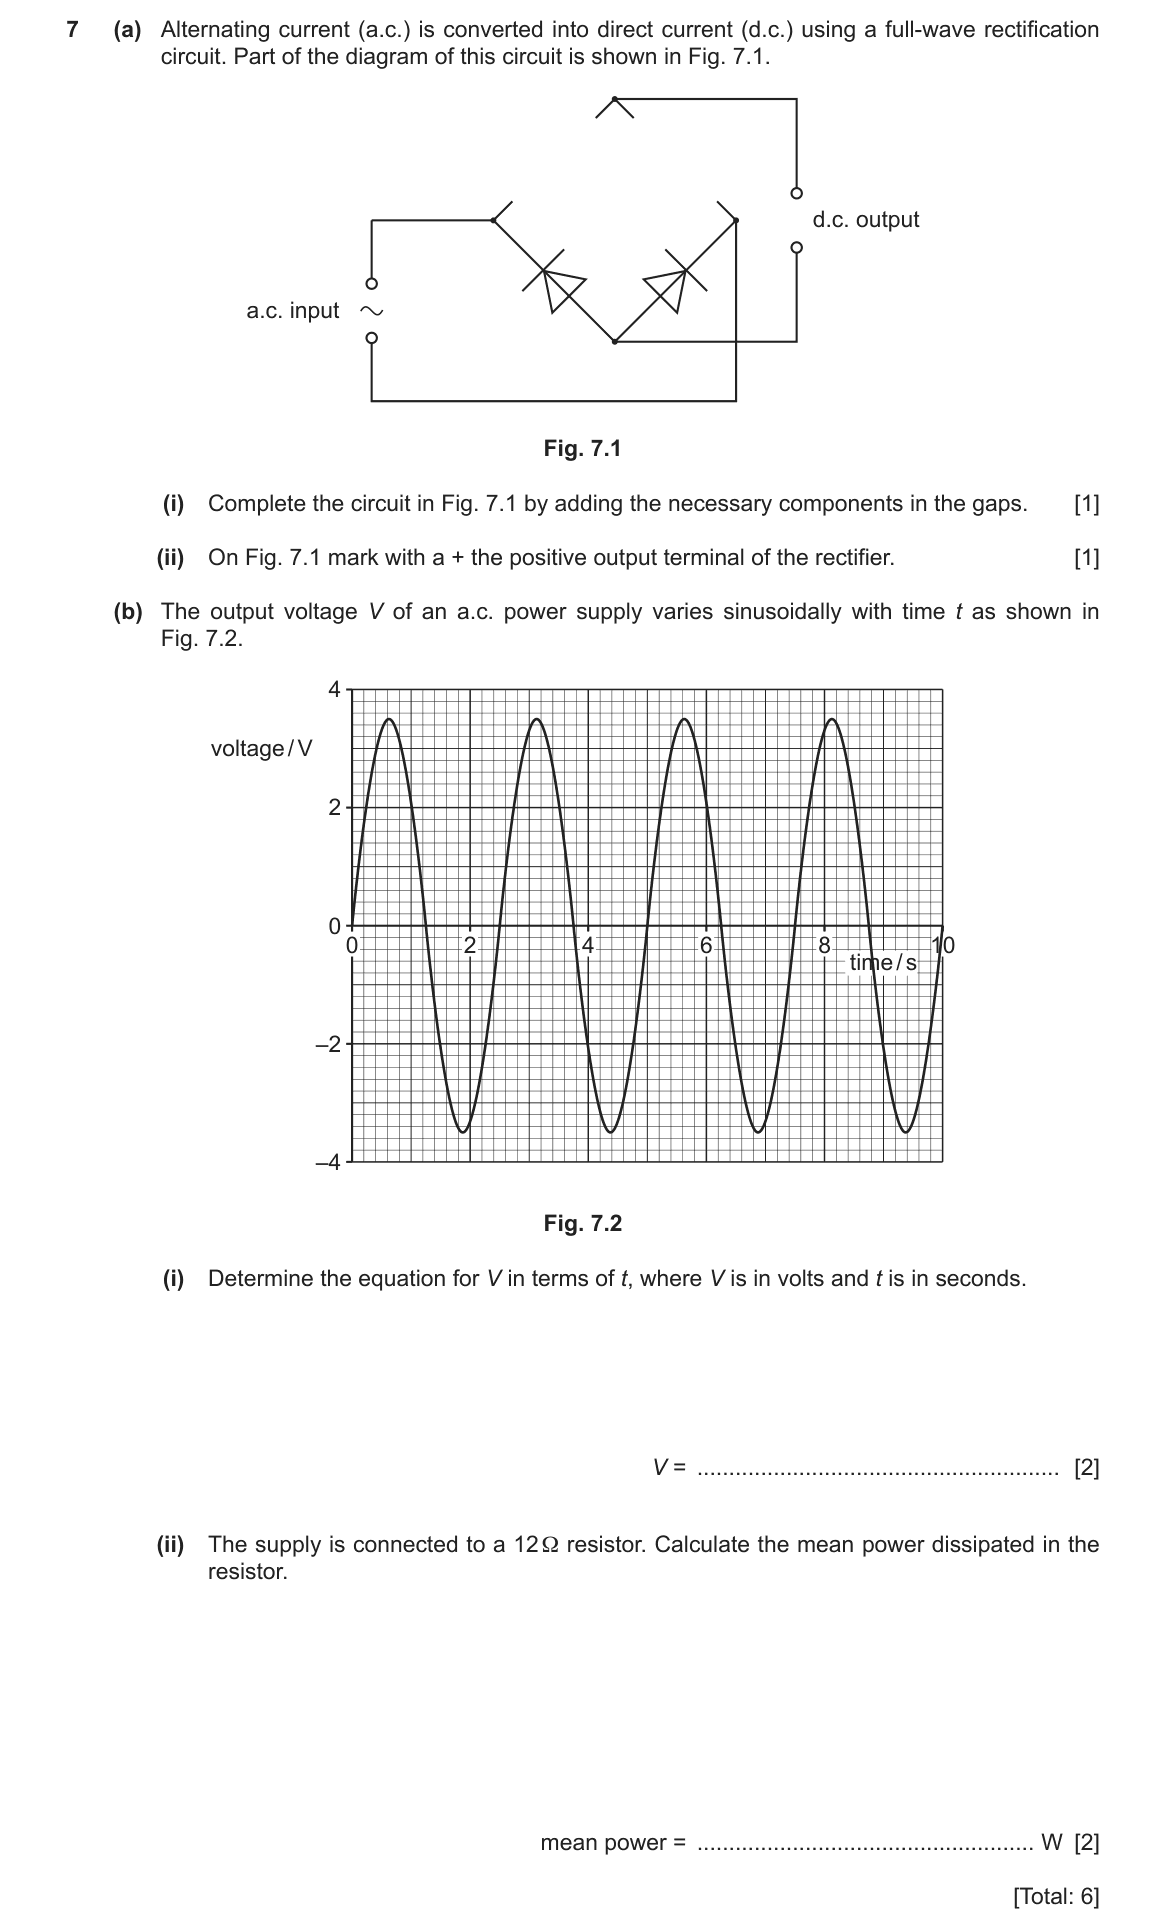 7 (a) Alternating current (a.c.) is converted into direct current (d.c.) using a full-wave rectification
circuit. Part of the diagram of this circuit is shown in Fig. 7.1.
d.c. output
a.c. input ~
Fig. 7.1
(i) Complete the circuit in Fig. 7.1 by adding the necessary components in the gaps. [1]
(ii) On Fig. 7.1 mark with a + the positive output terminal of the rectifier. [1]
(b) The output voltage V of an a.c. power supply varies sinusoidally with time t as shown in
Fig. 7.2.
4
voltage / V
2
0
0 2 4 6 8 10
time / s
–2
–4
Fig. 7.2
(i) Determine the equation for V in terms of t, where V is in volts and t is in seconds.
V = ......................................................... [2]
(ii) The supply is connected to a 12 Ω resistor. Calculate the mean power dissipated in the
resistor.
mean power = ..................................................... W [2]
[Total: 6]